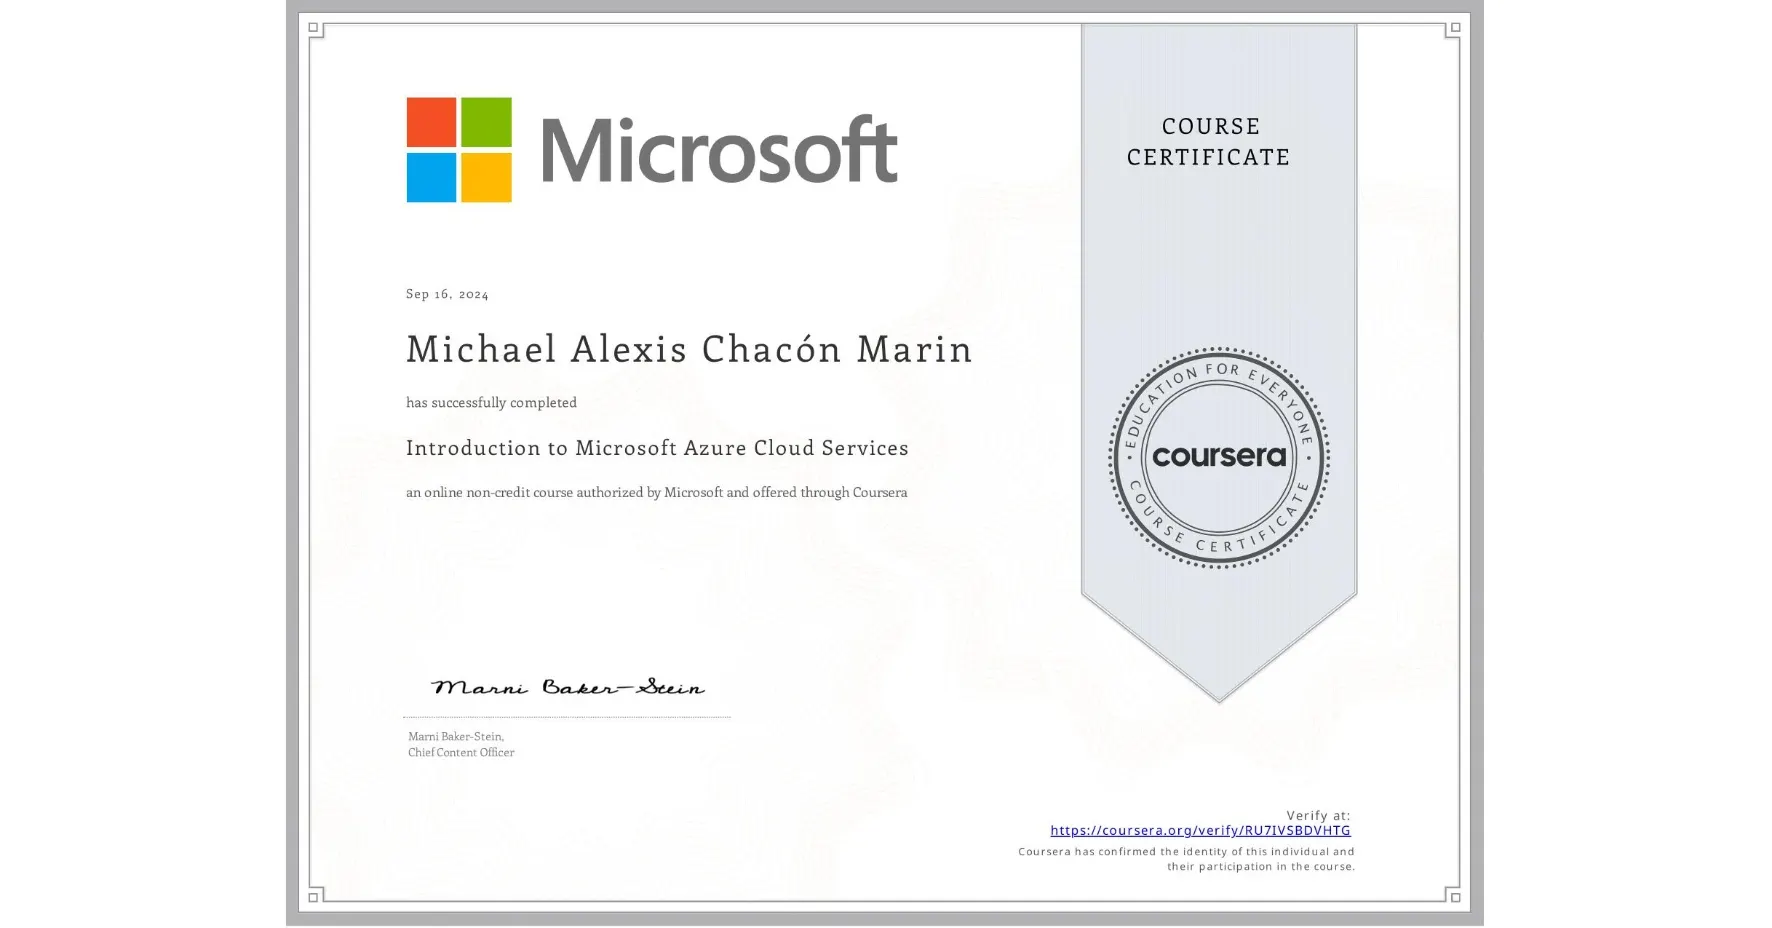 Microsoft
COURSE
CERTIFICATE
Sep 16, 2024
Michael Alexis Chacón Marin
has successfully completed
Introduction to Microsoft Azure Cloud Services
an online non-credit course authorized by Microsoft and offered through Coursera
EDUCATION FOR EVERYONE
coursera
COURSE CERTIFICATE
Marni Baker-Stein
Marni Baker-Stein,
Chief Content Officer
Verify at:
https://coursera.org/verify/RU7IVSBDVHTG
Coursera has confirmed the identity of this individual and
their participation in the course.